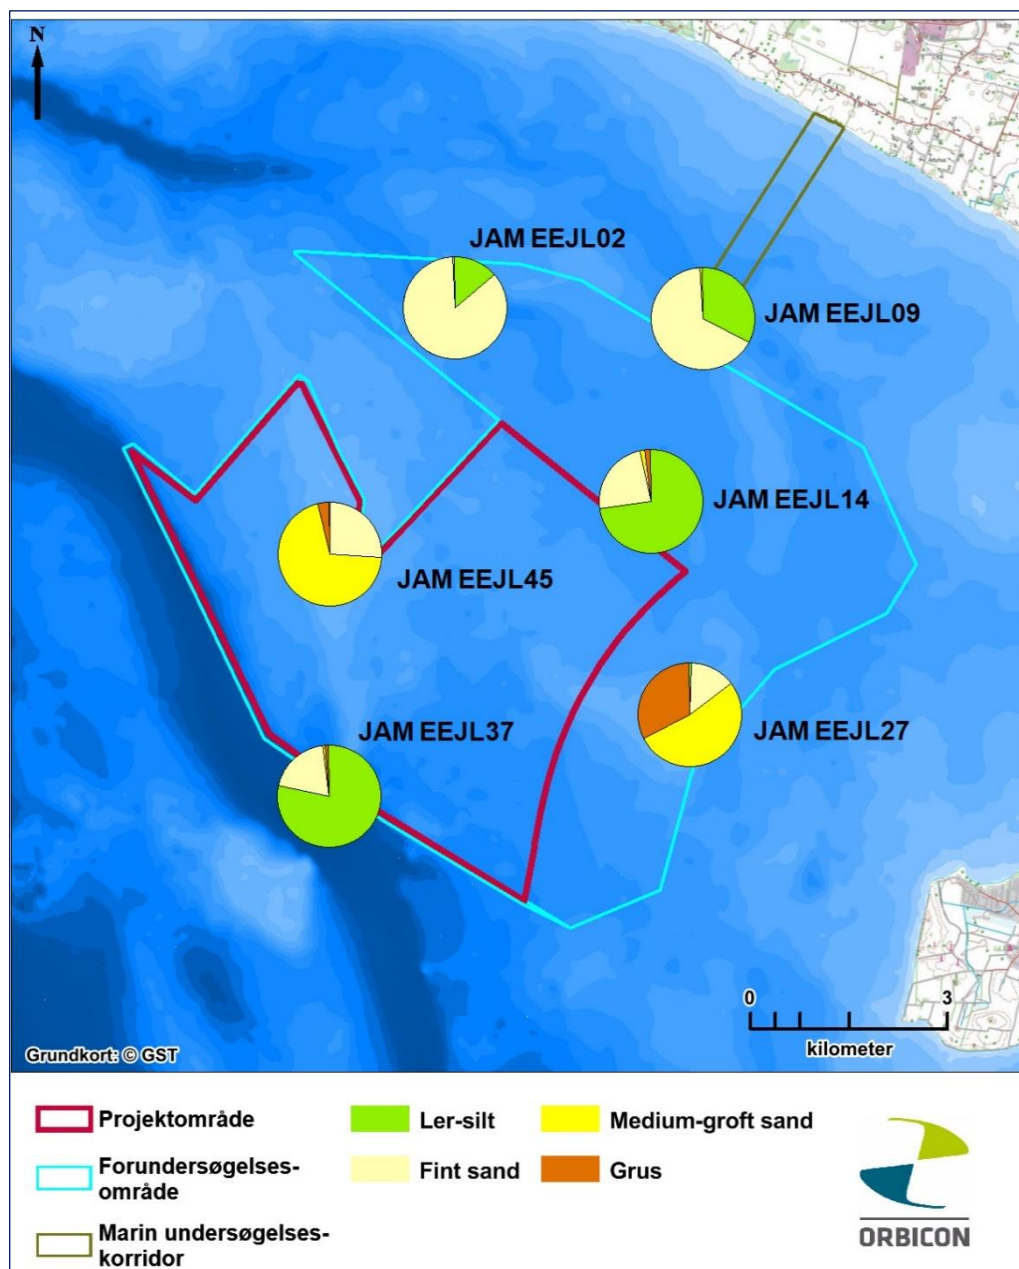 N
JAM EEJL02
JAM EEJL09
JAM EEJL14
JAM EEJL45
JAM EEJL37
JAM EEJL27
0 3
kilometer
Grundkort: © GST
Projektområde
Ler-silt
Medium-groft sand
Forundersøgelses-
område
Fint sand
Grus
Marin undersøgelses-
korridor
ORBICON